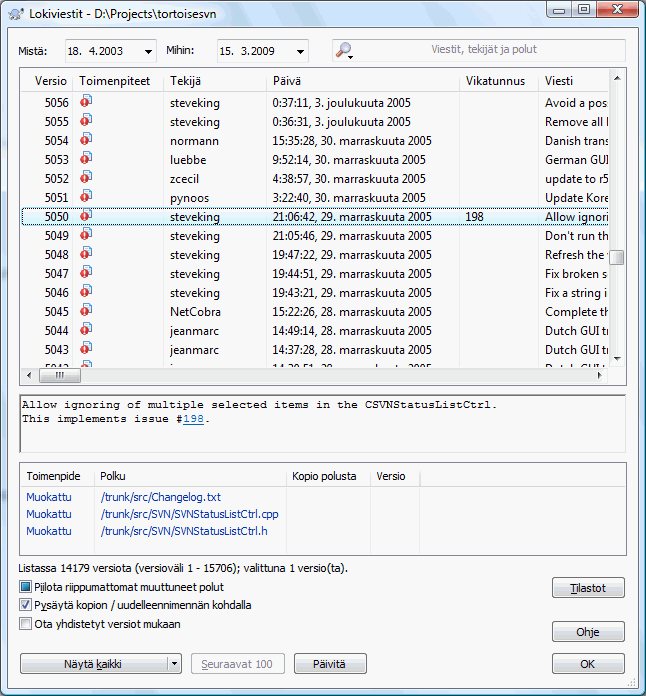 Lokiviestit - D:\Projects\tortoisesvn
Mistä: 18. 4.2003 Mihin: 15. 3.2009 Viestit, tekijät ja polut
Versio Toimenpiteet Tekijä Päivä Vikatunnus Viesti
5056 steveking 0:37:11, 3. joulukuuta 2005 Avoid a pos
5055 steveking 0:36:31, 3. joulukuuta 2005 Remove all
5054 normann 15:35:28, 30. marraskuuta 2005 Danish trans
5053 luebbe 9:52:14, 30. marraskuuta 2005 German GUI
5052 zcecil 4:38:57, 30. marraskuuta 2005 update to r5
5051 pynoos 3:22:40, 30. marraskuuta 2005 Update Kore
5050 steveking 21:06:42, 29. marraskuuta 2005 198 Allow ignori
5049 steveking 21:05:46, 29. marraskuuta 2005 Don't run th
5048 steveking 19:47:22, 29. marraskuuta 2005 Refresh the
5047 steveking 19:44:51, 29. marraskuuta 2005 Fix broken s
5046 steveking 19:43:21, 29. marraskuuta 2005 Fix a string i
5045 NetCobra 15:22:26, 28. marraskuuta 2005 Complete th
5044 jeanmarc 14:49:14, 28. marraskuuta 2005 Dutch GUI tr
5043 jeanmarc 14:37:28, 28. marraskuuta 2005 Dutch GUI tr
Allow ignoring of multiple selected items in the CSVNStatusListCtrl.
This implements issue #198.
Toimenpide Polku Kopio polusta Versio
Muokattu /trunk/src/Changelog.txt
Muokattu /trunk/src/SVN/SVNStatusListCtrl.cpp
Muokattu /trunk/src/SVN/SVNStatusListCtrl.h
Listassa 14179 versiota (versioväli 1 - 15706); valittuna 1 versio(ta).
Piilota riippumattomat muuttuneet polut
Tilastot
Pysäytä kopion / uudelleennimennän kohdalla
Ota yhdistetyt versiot mukaan
Ohje
Näytä kaikki Seuraavat 100 Päivitä OK